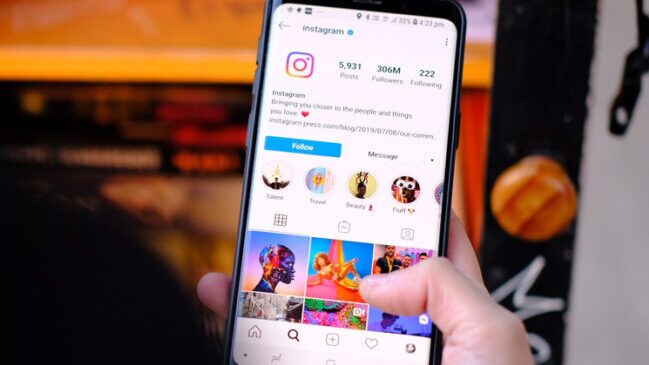 30% 4:23 pm
instagram
5,931 306M 222
Posts Followers Following
Instagram
Bringing you closer to the people and things
you love ❤️
instagram-press.com/blog/2019/07/08/our-comm...
Follow Message
Talent Travel Beauty Fluff